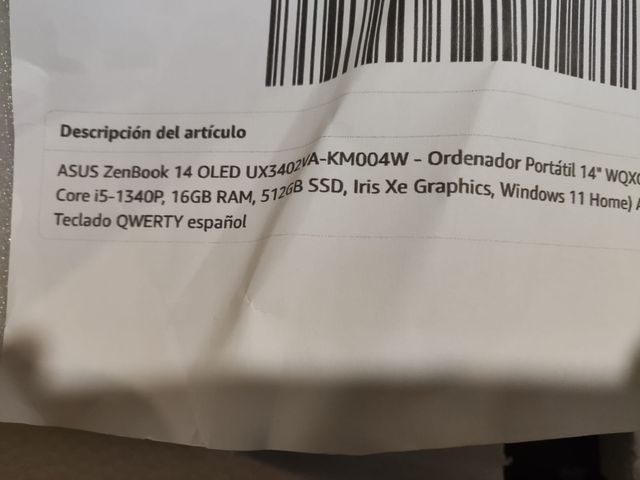 Descripción del artículo
ASUS ZenBook 14 OLED UX3402VA-KM004W - Ordenador Portátil 14" WQX
Core i5-1340P, 16GB RAM, 512GB SSD, Iris Xe Graphics, Windows 11 Home)
Teclado QWERTY español